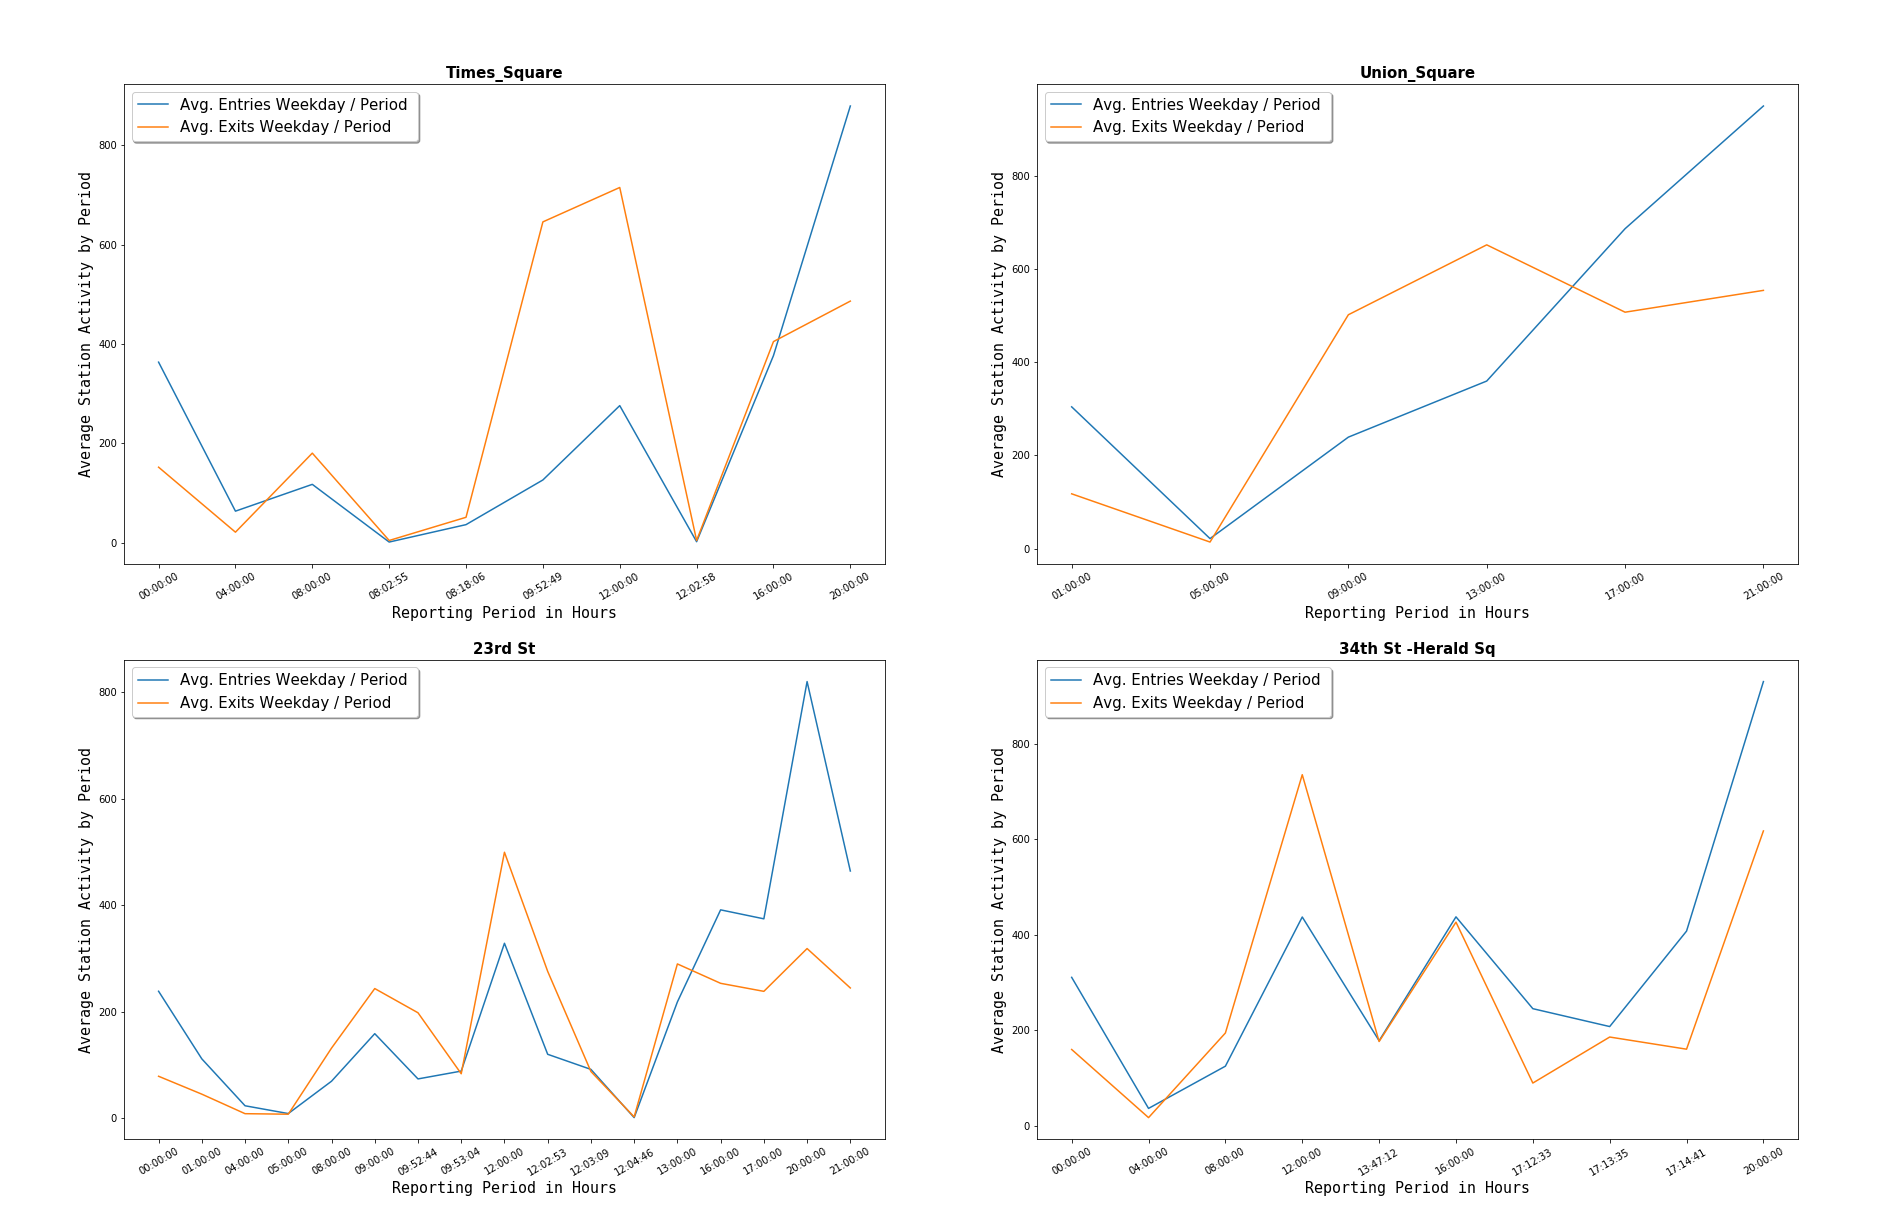 Times_Square
Avg. Entries Weekday / Period
Avg. Exits Weekday / Period
Average Station Activity by Period
800
600
400
200
0
00:00:00 04:00:00 08:00:00 08:02:55 08:18:06 09:52:49 12:00:00 12:02:58 16:00:00 20:00:00
Reporting Period in Hours
Union_Square
Avg. Entries Weekday / Period
Avg. Exits Weekday / Period
Average Station Activity by Period
800
600
400
200
0
01:00:00 05:00:00 09:00:00 13:00:00 17:00:00 21:00:00
Reporting Period in Hours
23rd St
Avg. Entries Weekday / Period
Avg. Exits Weekday / Period
Average Station Activity by Period
800
600
400
200
0
00:00:00 01:00:00 04:00:00 05:00:00 08:00:00 09:00:00 09:52:44 09:53:04 12:00:00 12:02:53 12:03:09 12:04:46 13:00:00 16:00:00 17:00:00 20:00:00 21:00:00
Reporting Period in Hours
34th St -Herald Sq
Avg. Entries Weekday / Period
Avg. Exits Weekday / Period
Average Station Activity by Period
800
600
400
200
0
00:00:00 04:00:00 08:00:00 12:00:00 13:47:12 16:00:00 17:12:33 17:13:35 17:14:41 20:00:00
Reporting Period in Hours